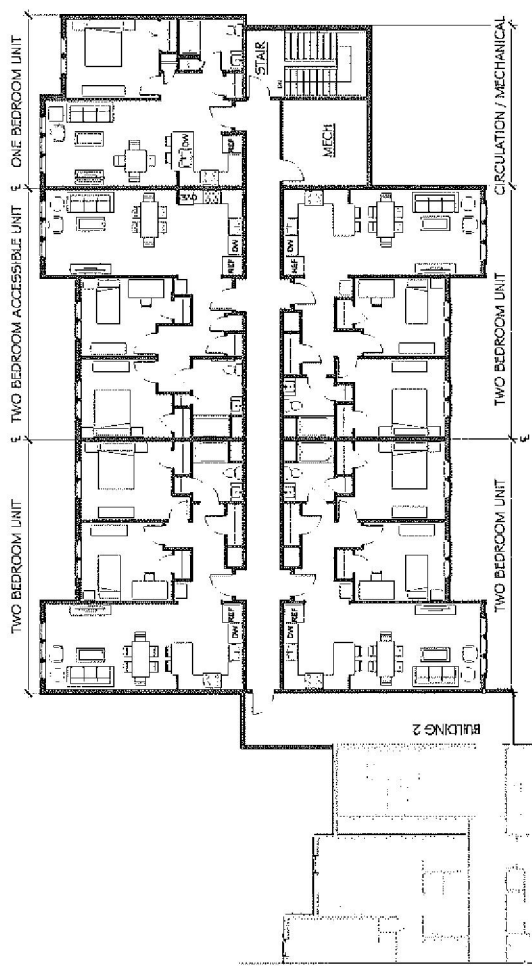 ONE BEDROOM UNIT
TWO BEDROOM ACCESSIBLE UNIT
TWO BEDROOM UNIT
CIRCULATION / MECHANICAL
TWO BEDROOM UNIT
TWO BEDROOM UNIT
STAIR
DN
MECH
DW
REF
DW
REF
DW
REF
REF
DW
REF
DW
BUILDING 2